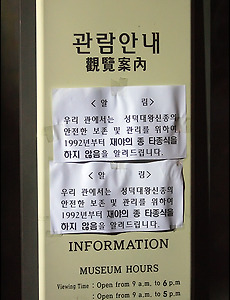 관람안내
觀覽案內
< 알 림>
우리 관에서는 성덕대왕신종의
안전한 보존 및 관리를 위하여
1992년부터 재야의 종 타종식을
하지 않음을 알려드립니다.
< 알 림>
우리 관에서는 성덕대왕신종의
안전한 보존 및 관리를 위하여
1992년부터 재야의 종 타종식을
하지 않음을 알려드립니다.
INFORMATION
MUSEUM HOURS
Viewing Time : Open from 9 a.m. to 6 p.m
: Open from 9 a.m. to 5 p.m